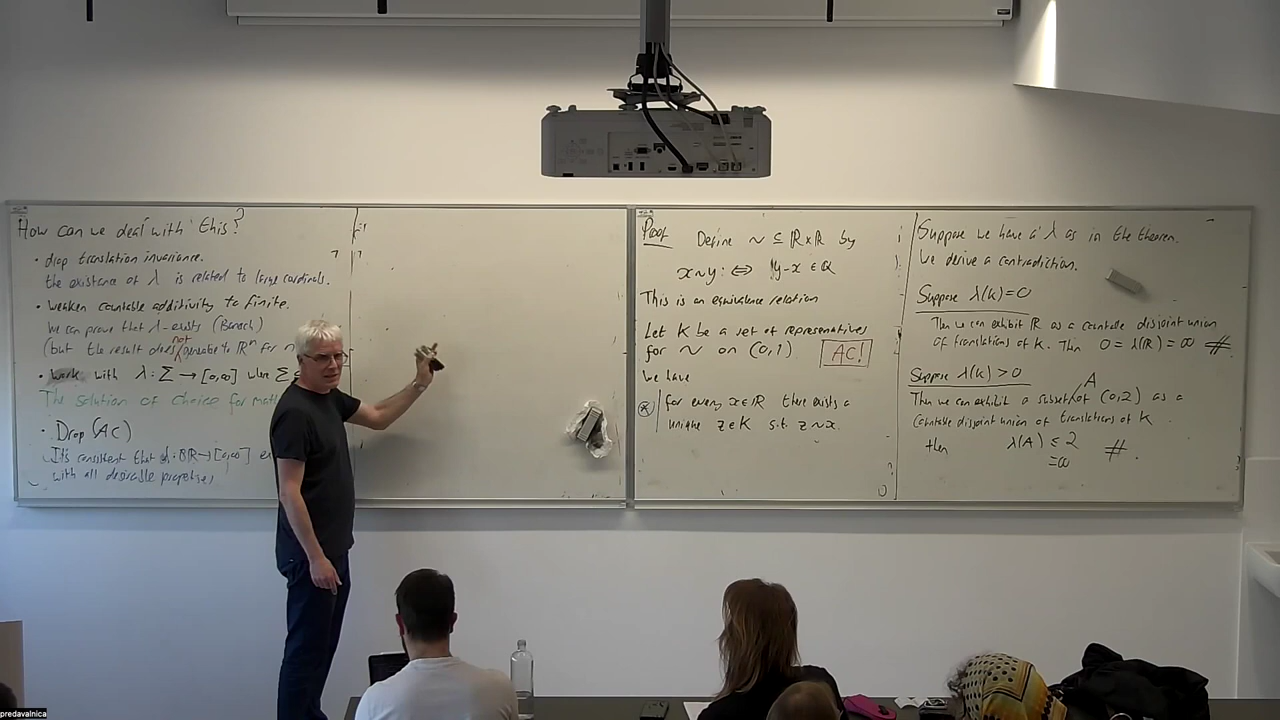 How can we deal with this?
• drop translation invariance.
the existence of λ is related to large cardinals.
• weaken countable additivity to finite.
We can prove that λ exists (Banach)
(but the result does not generalise to ℝⁿ for n
• work with λ: Σ → [0,∞] where Σ
The solution of choice for math
• Drop (AC)
It's consistent that λ: → [0,∞]
with all desirable properties
Proof Define ~ ⊆ ℝ×ℝ by
x~y :⇔ y-x ∈ ℚ
This is an equivalence relation
Let K be a set of representatives
for ~ on (0,1) AC!
We have
(*) for every x∈ℝ there exists a
unique z∈K s.t. z~x.
Suppose we have a λ as in the theorem.
We derive a contradiction.
Suppose λ(K)=0
Then we can exhibit ℝ as a countable disjoint union
of translations of K. Then 0 = λ(ℝ) = ∞ #
Suppose λ(K) > 0
Then we can exhibit a subset A of (0,2) as a
countable disjoint union of translations of K
then λ(A) ≤ 2
=∞ #.
predavalnica